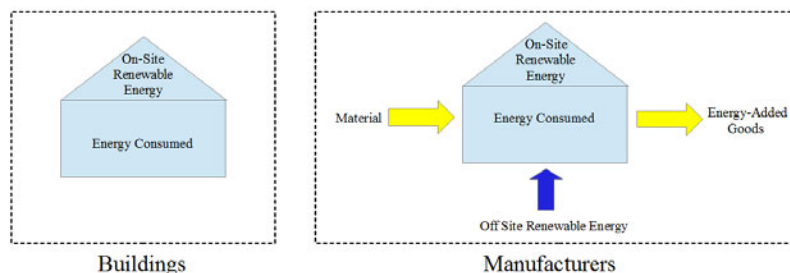 On-Site
Renewable
Energy
Energy Consumed
Buildings
On-Site
Renewable
Energy
Material
Energy Consumed
Energy-Added
Goods
Off Site Renewable Energy
Manufacturers